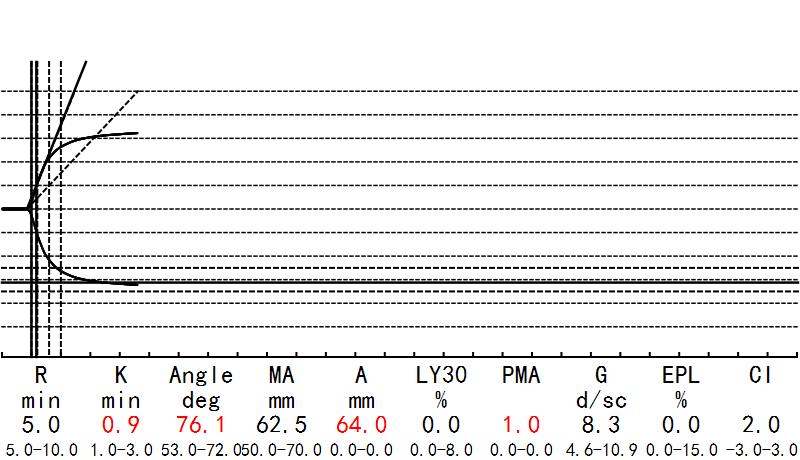 R K Angle MA A LY30 PMA G EPL CI
min min deg mm mm % d/sc %
5.0 0.9 76.1 62.5 64.0 0.0 1.0 8.3 0.0 2.0
5.0-10.0 1.0-3.0 53.0-72.0 50.0-70.0 0.0-0.0 0.0-8.0 0.0-0.0 4.6-10.9 0.0-15.0 -3.0-3.0